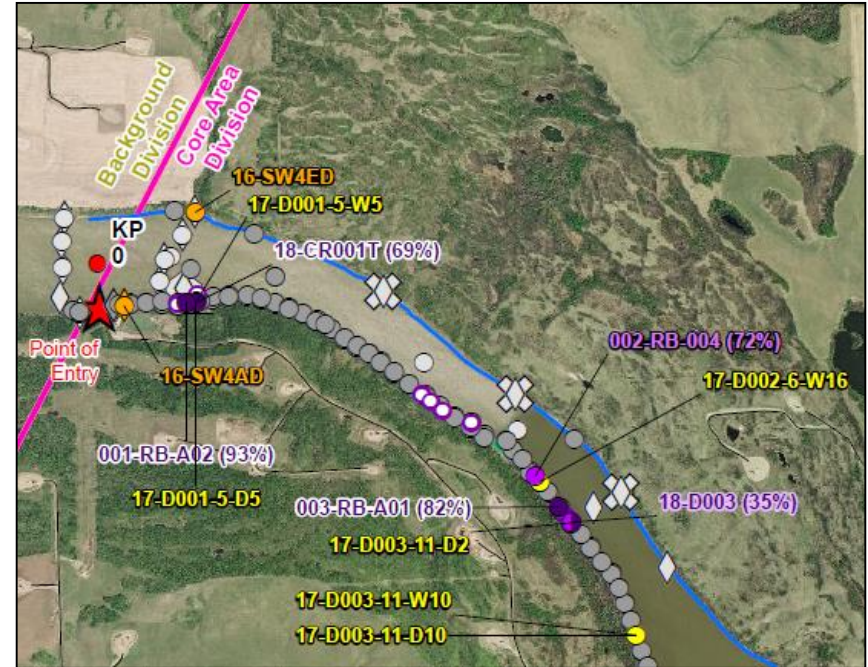 Background
Division
Core Area
Division
16-SW4ED
17-D001-5-W5
KP
0
18-CR001T (69%)
Point of
Entry
16-SW4AD
002-RB-004 (72%)
17-D002-6-W16
001-RB-A02 (93%)
17-D001-5-D5
003-RB-A01 (82%)
18-D003 (35%)
17-D003-11-D2
17-D003-11-W10
17-D003-11-D10